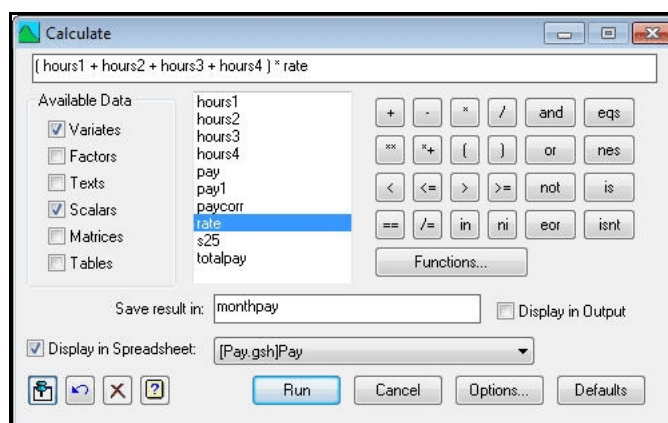 Calculate
( hours1 + hours2 + hours3 + hours4 ) * rate
Available Data
Variates
Factors
Texts
Scalars
Matrices
Tables
hours1
hours2
hours3
hours4
pay
pay1
paycorr
rate
s25
totalpay
+ - * / and eqs
** *+ ( ) or nes
< <= > >= not is
== /= in ni eor isnt
Functions...
Save result in: monthpay Display in Output
Display in Spreadsheet: [Pay.gsh]Pay
Run Cancel Options... Defaults